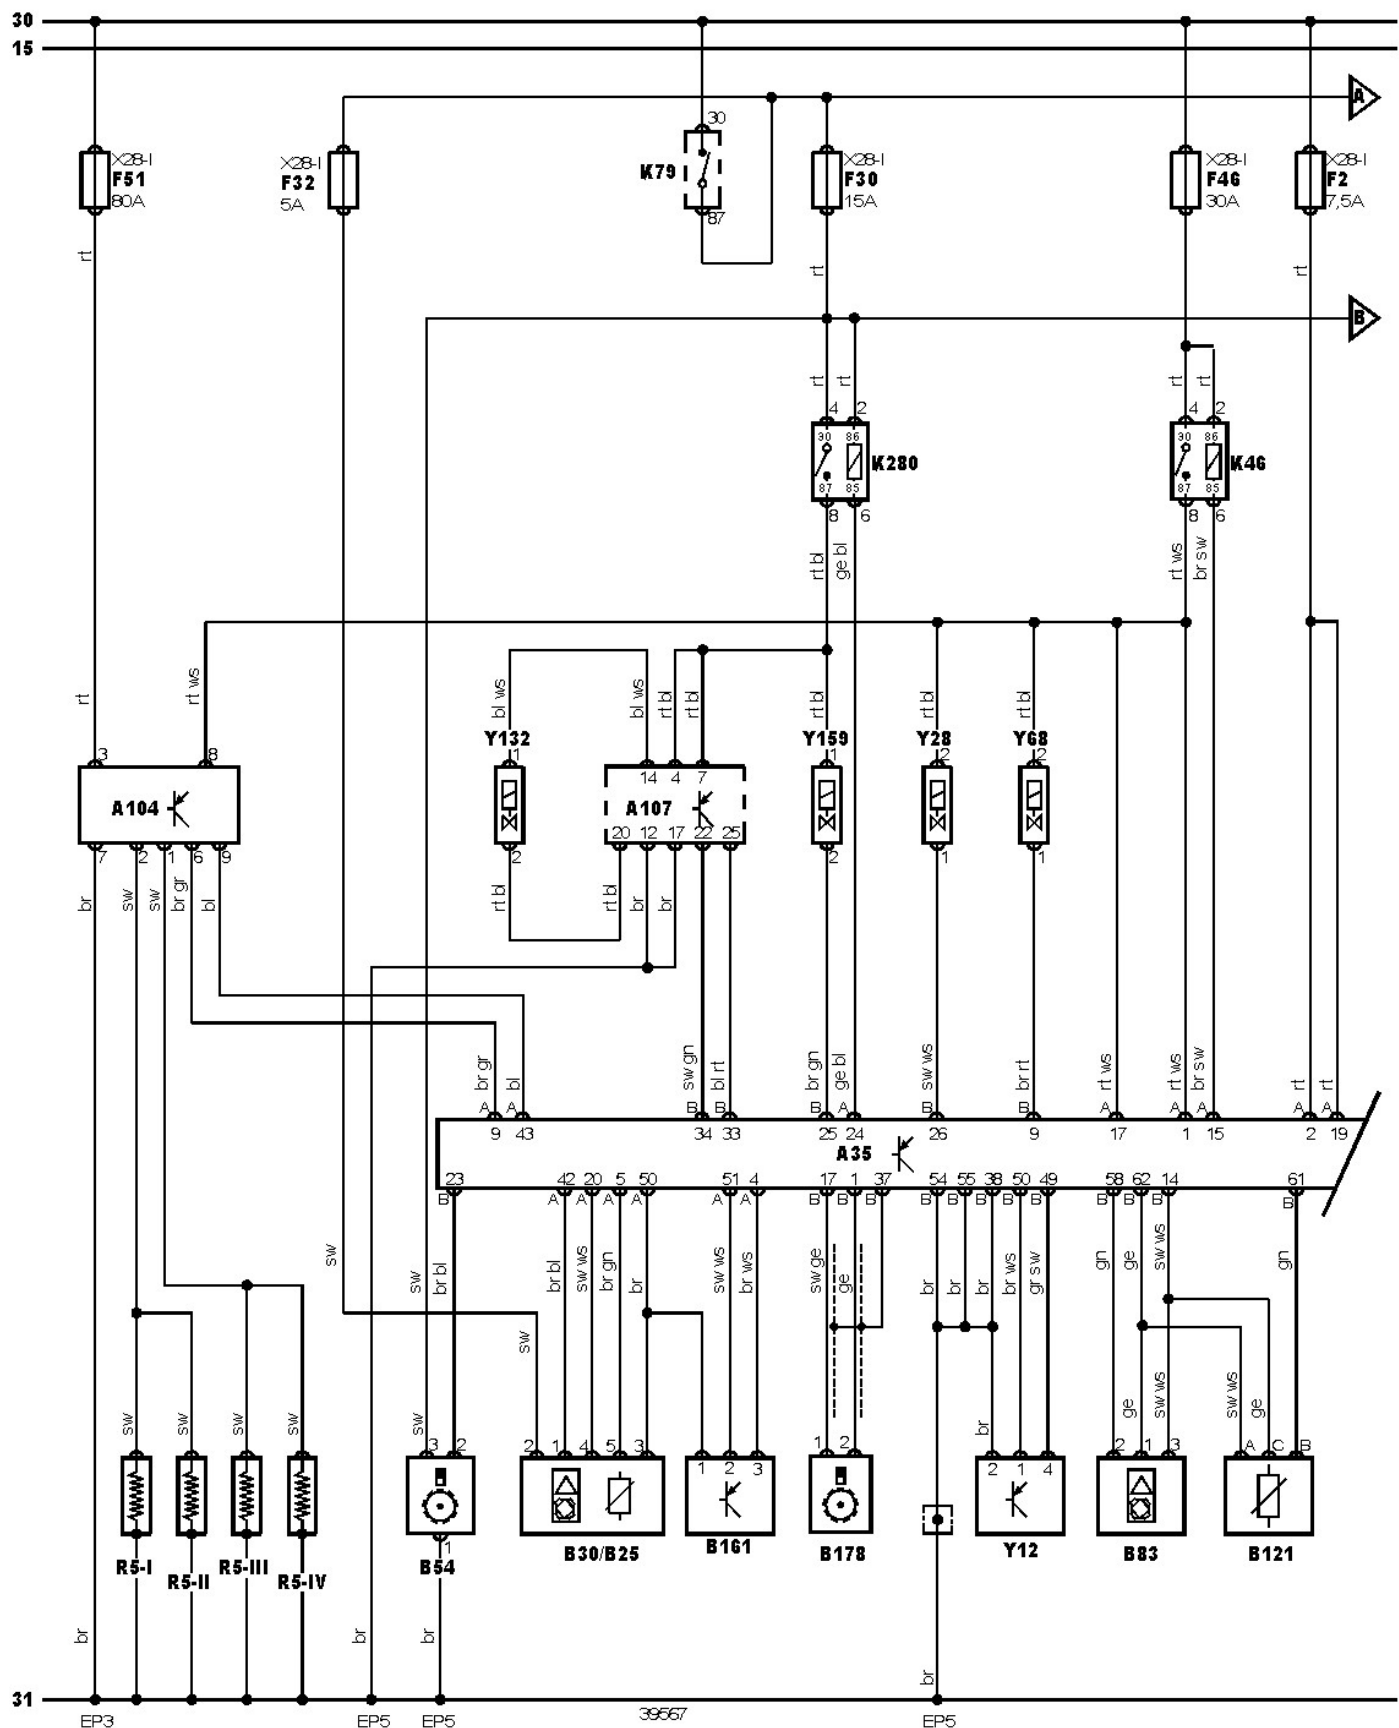 30
15
A
30
X28-I
F51
80A
X28-I
F32
5A
K79
87
X28-I
F30
15A
X28-I
F46
30A
X28-I
F2
7,5A
rt
rt
rt
B
rt
rt
rt
rt
4
2
4
2
30
86
K280
30
86
K46
87
85
87
85
8
6
8
6
rt bl
ge bl
rt ws
br sw
rt
rt ws
bl ws
bl ws
rt bl
rt bl
rt bl
rt bl
rt bl
Y132
Y159
Y28
Y68
3
8
1
14
4
7
1
2
2
A104
A107
20
12
17
22
25
7
2
1
6
9
2
2
1
1
br
sw
sw
br gr
bl
rt bl
rt bl
br
br
br gr
bl
sw gn
bl rt
br gn
ge bl
sw ws
br rt
rt ws
rt ws
br sw
rt
rt
A
A
B
B
B
A
B
B
A
A
A
A
A
9
43
34
33
25
24
26
9
17
1
15
2
19
A35
23
42
20
5
50
51
4
17
1
37
54
55
38
50
49
58
62
14
61
B
A
A
A
A
A
A
B
B
B
B
B
B
B
B
B
B
B
B
sw
sw
br bl
br bl
sw ws
br gn
br
sw ws
br ws
sw ge
ge
br
br
br
br ws
gr sw
gn
ge
sw ws
gn
sw
sw
sw
sw
sw
sw
br
ge
sw ws
sw ws
ge
3
2
2
1
4
5
3
1
2
3
1
2
2
1
4
2
1
3
A
C
B
1
R5-I
R5-II
R5-III
R5-IV
B54
B30/B25
B161
B178
Y12
B83
B121
br
br
br
br
31
EP3
EP5
EP5
39567
EP5